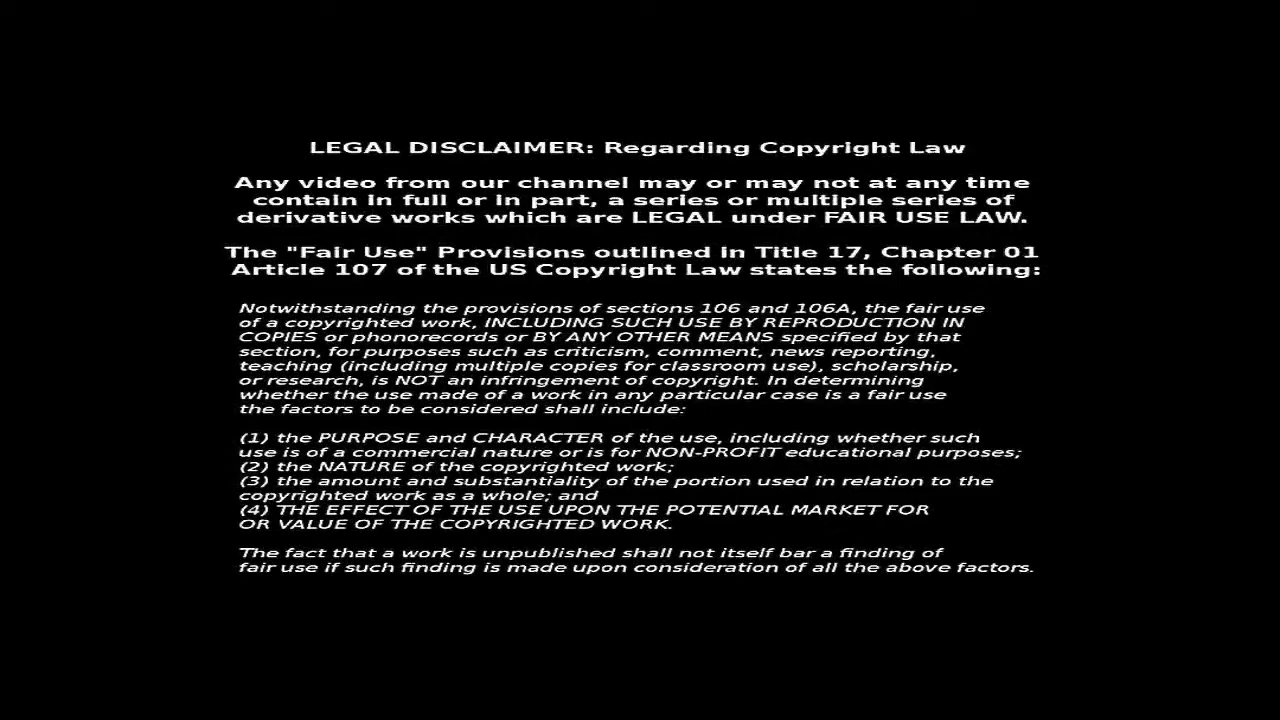 LEGAL DISCLAIMER: Regarding Copyright Law
Any video from our channel may or may not at any time
contain in full or in part, a series or multiple series of
derivative works which are LEGAL under FAIR USE LAW.
The "Fair Use" Provisions outlined in Title 17, Chapter 01
Article 107 of the US Copyright Law states the following:
Notwithstanding the provisions of sections 106 and 106A, the fair use
of a copyrighted work, INCLUDING SUCH USE BY REPRODUCTION IN
COPIES or phonorecords or BY ANY OTHER MEANS specified by that
section, for purposes such as criticism, comment, news reporting,
teaching (including multiple copies for classroom use), scholarship,
or research, is NOT an infringement of copyright. In determining
whether the use made of a work in any particular case is a fair use
the factors to be considered shall include:
(1) the PURPOSE and CHARACTER of the use, including whether such
use is of a commercial nature or is for NON-PROFIT educational purposes;
(2) the NATURE of the copyrighted work;
(3) the amount and substantiality of the portion used in relation to the
copyrighted work as a whole; and
(4) THE EFFECT OF THE USE UPON THE POTENTIAL MARKET FOR
OR VALUE OF THE COPYRIGHTED WORK.
The fact that a work is unpublished shall not itself bar a finding of
fair use if such finding is made upon consideration of all the above factors.